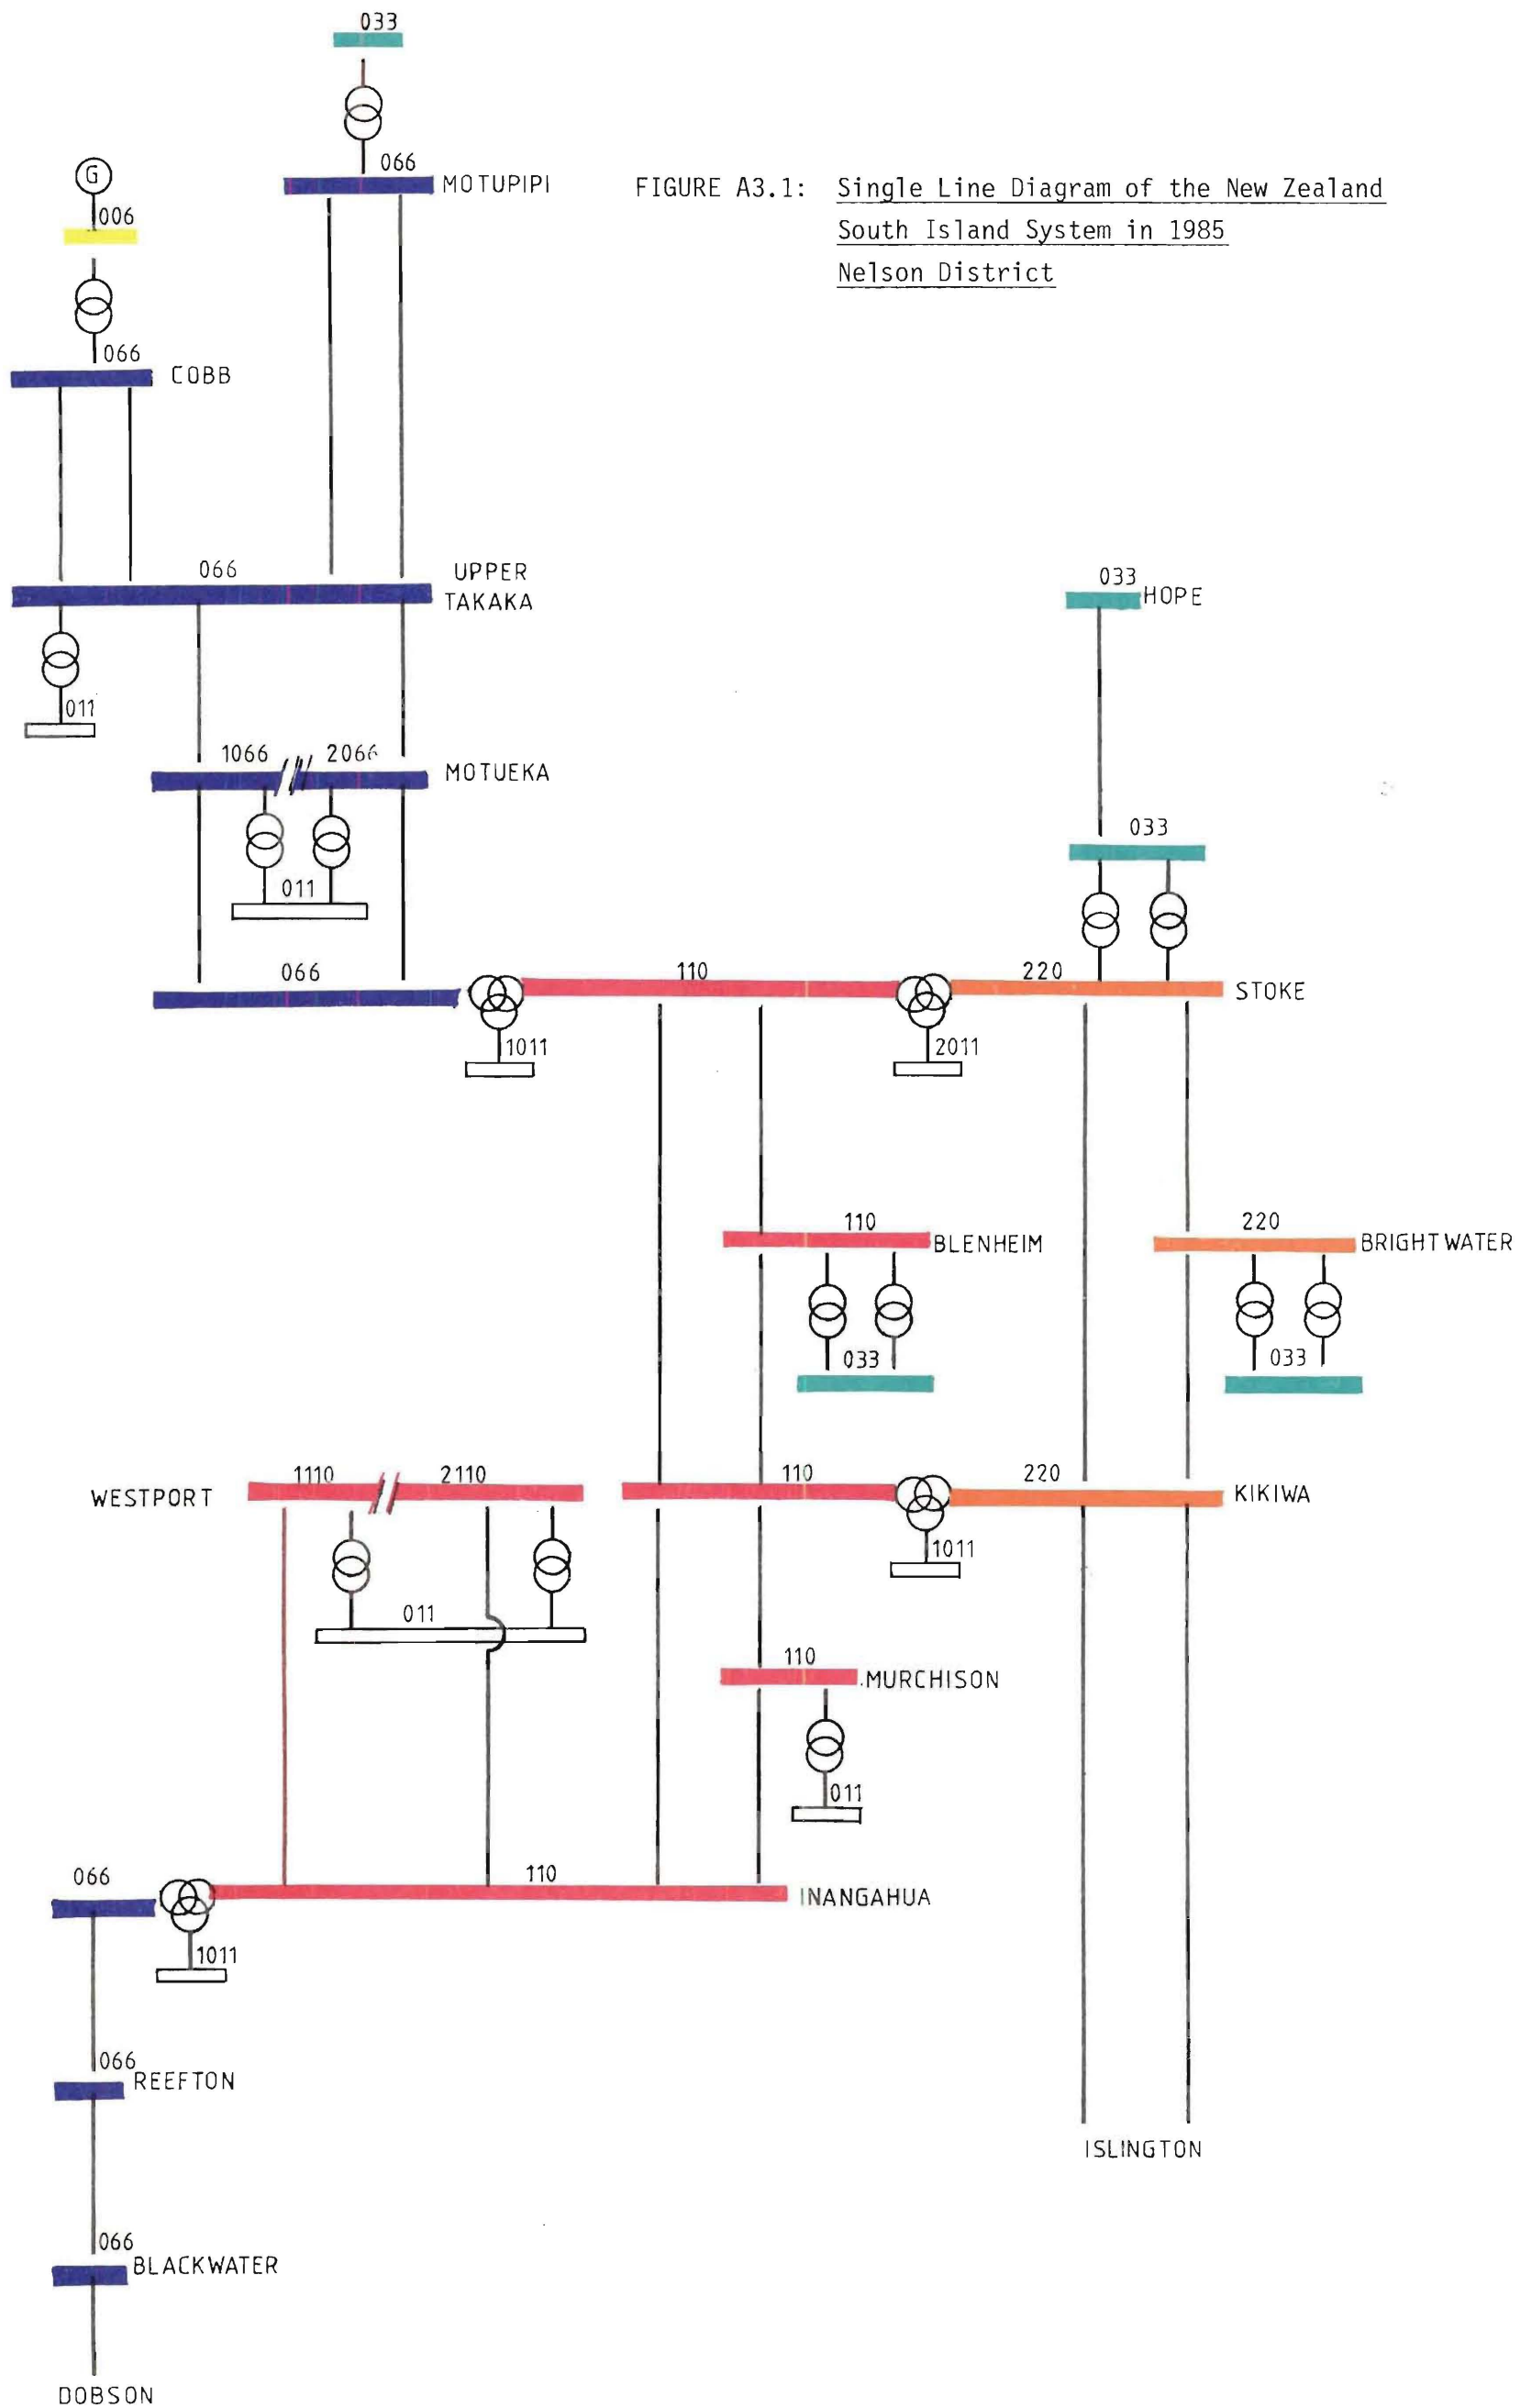 033
066
MOTUPIPI
FIGURE A3.1: Single Line Diagram of the New Zealand
South Island System in 1985
Nelson District
G
006
066
COBB
066
UPPER
TAKAKA
011
033
HOPE
1066
2066
MOTUEKA
011
033
066
110
220
STOKE
1011
2011
110
BLENHEIM
220
BRIGHTWATER
033
033
WESTPORT
1110
2110
110
220
KIKIWA
1011
011
110
MURCHISON
011
066
110
INANGAHUA
1011
066
REEFTON
ISLINGTON
066
BLACKWATER
DOBSON